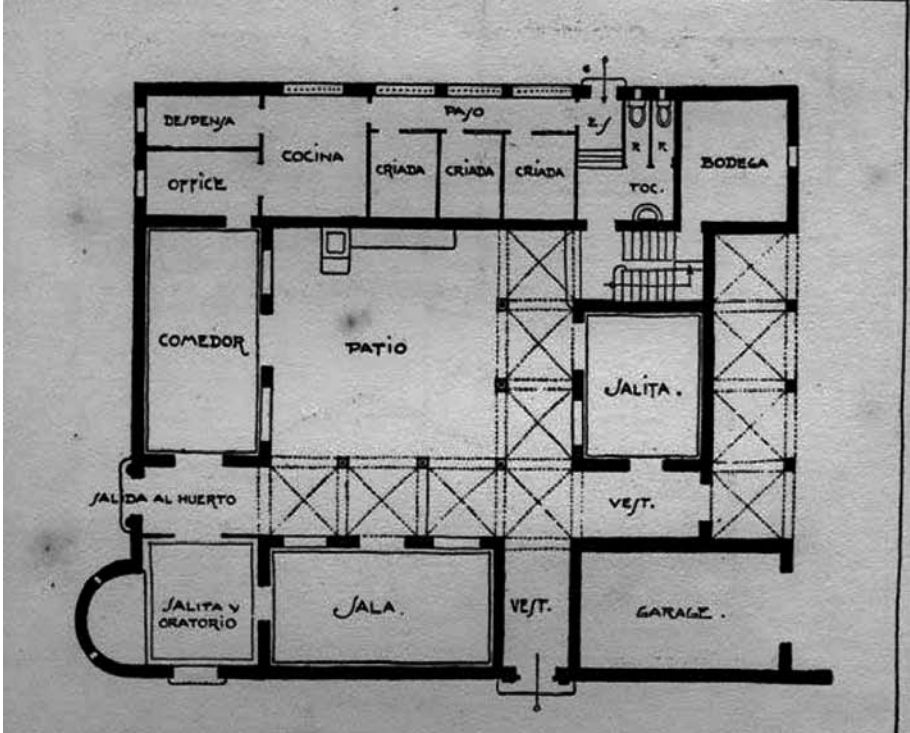 DESPENSA
PASO
ES
COCINA
OFFICE
CRIADA
CRIADA
CRIADA
R
R
BODEGA
TOC.
COMEDOR
PATIO
SALITA.
SALIDA AL HUERTO
VEST.
SALITA Y
ORATORIO
SALA.
VEST.
GARAGE.